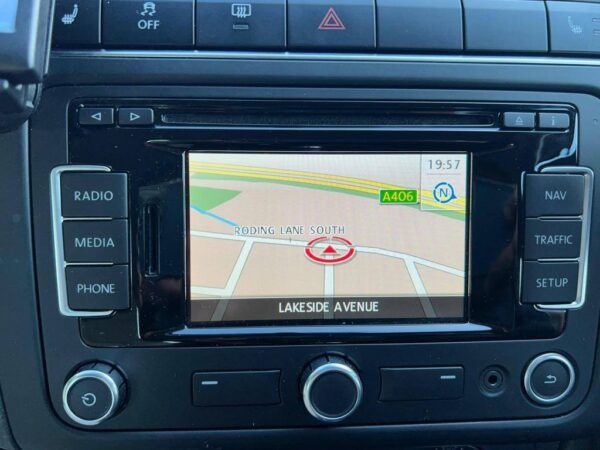 OFF
RADIO
MEDIA
PHONE
19:57
N
A406
RODING LANE SOUTH
LAKESIDE AVENUE
NAV
TRAFFIC
SETUP
i